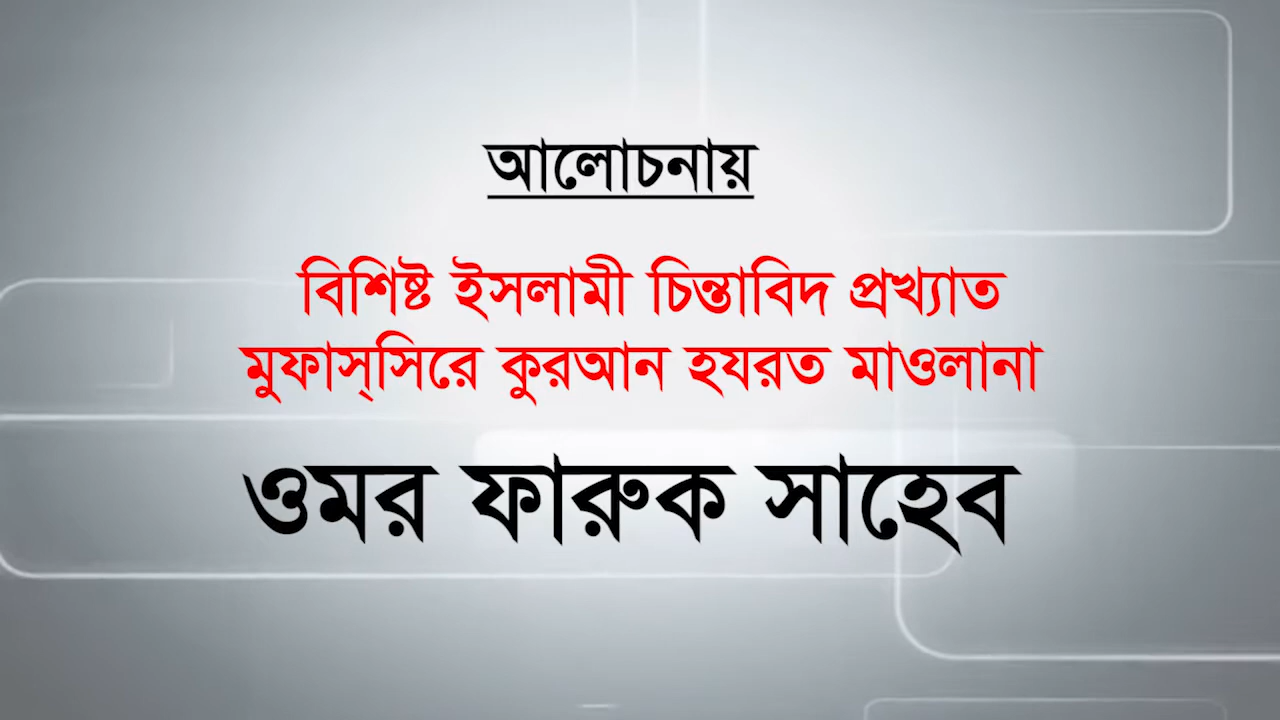 আলোচনায়
বিশিষ্ট ইসলামী চিন্তাবিদ প্রখ্যাত
মুফাস্‌সিরে কুরআন হযরত মাওলানা
ওমর ফারুক সাহেব